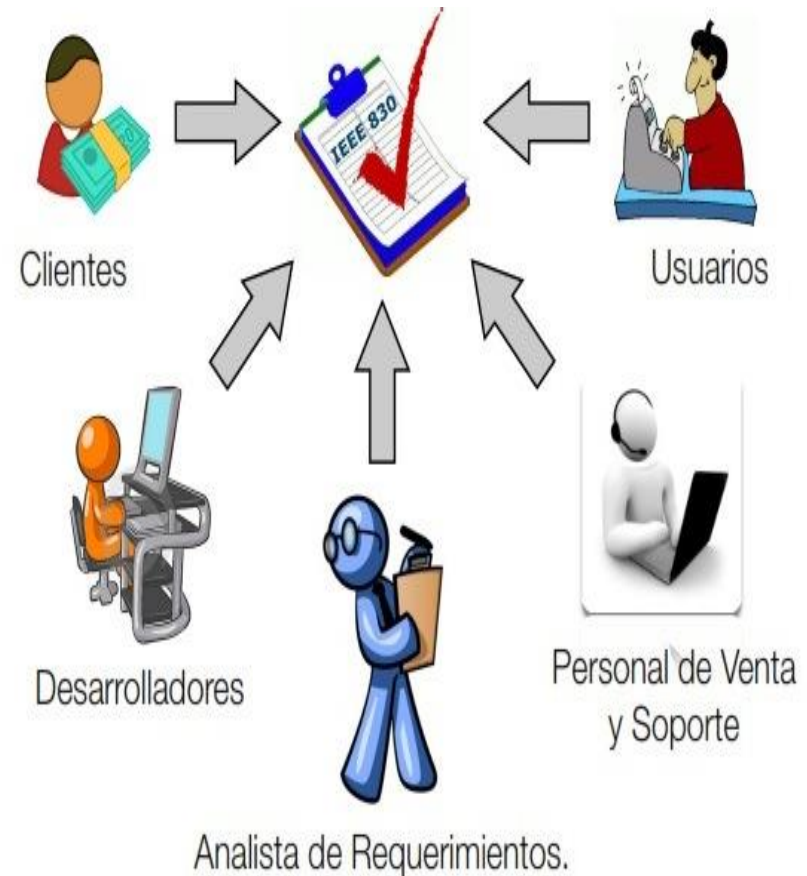 IEEE 830
Clientes
Usuarios
Desarrolladores
Personal de Venta
y Soporte
Analista de Requerimientos.